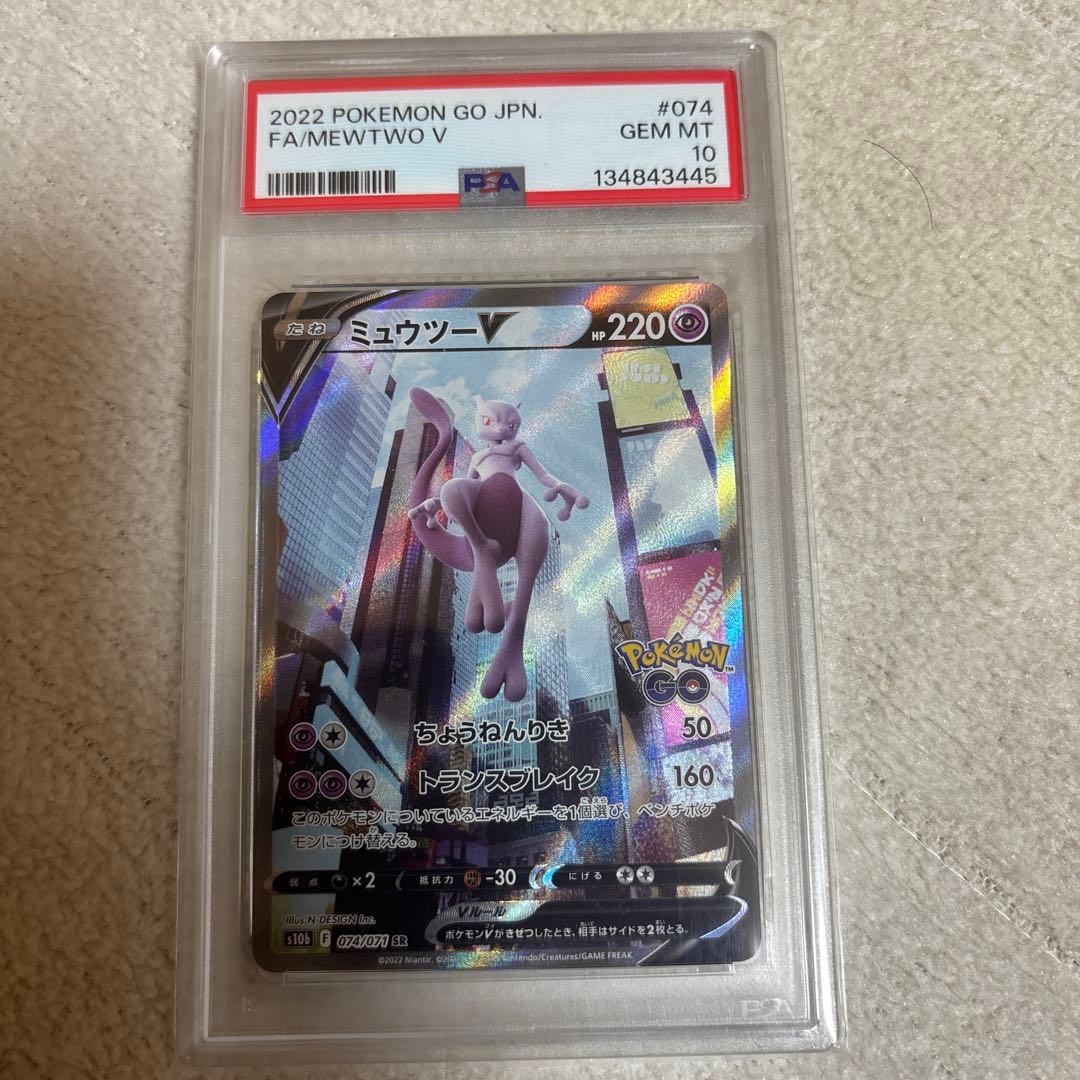 2022 POKEMON GO JPN.
#074
FA/MEWTWO V
GEM MT
10
PSA
134843445
たね
ミュウツーV
HP 220
Pokémon
GO
ちょうねんりき
50
トランスブレイク
160
このポケモンについているエネルギーを1個選び、ベンチポケ
モンにつけ替える。
弱点
×2
抵抗力
-30
にげる
Vルール
ポケモンVがきぜつしたとき、相手はサイドを2枚とる。
illus.N-DESIGN Inc.
s10b F 074/071 SR
©2022 Niantic.
Nintendo/Creatures/GAME FREAK.
PSA